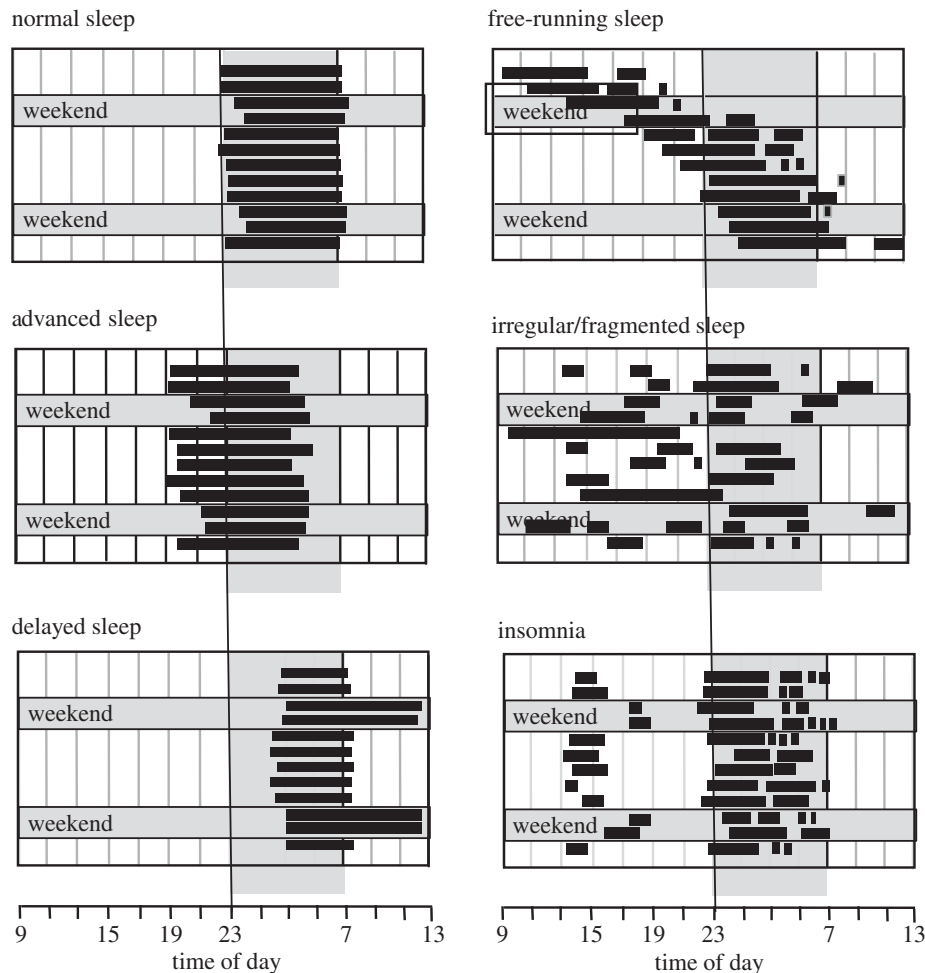 normal sleep
weekend
weekend
free-running sleep
weekend
weekend
advanced sleep
weekend
weekend
irregular/fragmented sleep
weekend
weekend
delayed sleep
weekend
weekend
insomnia
weekend
weekend
9 15 19 23 7 13
time of day
9 15 19 23 7 13
time of day